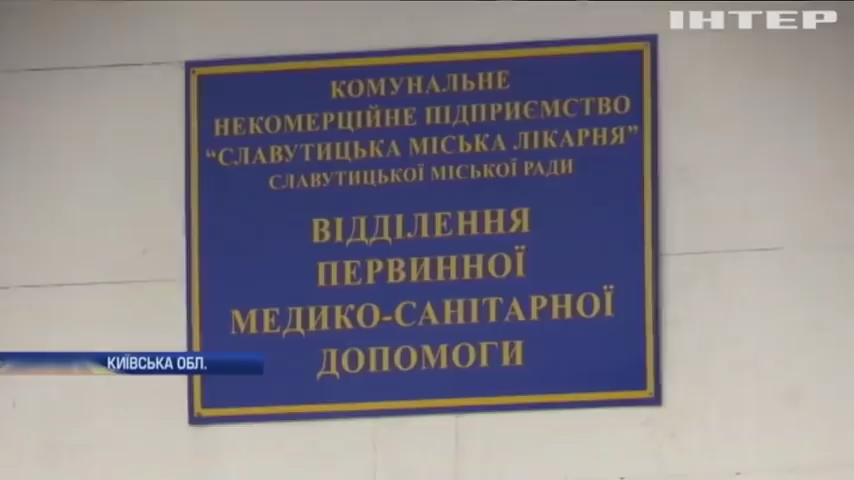 ІНТЕР
КОМУНАЛЬНЕ
НЕКОМЕРЦІЙНЕ ПІДПРИЄМСТВО
“СЛАВУТИЦЬКА МІСЬКА ЛІКАРНЯ”
СЛАВУТИЦЬКОЇ МІСЬКОЇ РАДИ
ВІДДІЛЕННЯ
ПЕРВИННОЇ
МЕДИКО-САНІТАРНОЇ
ДОПОМОГИ
КИЇВСЬКА ОБЛ.